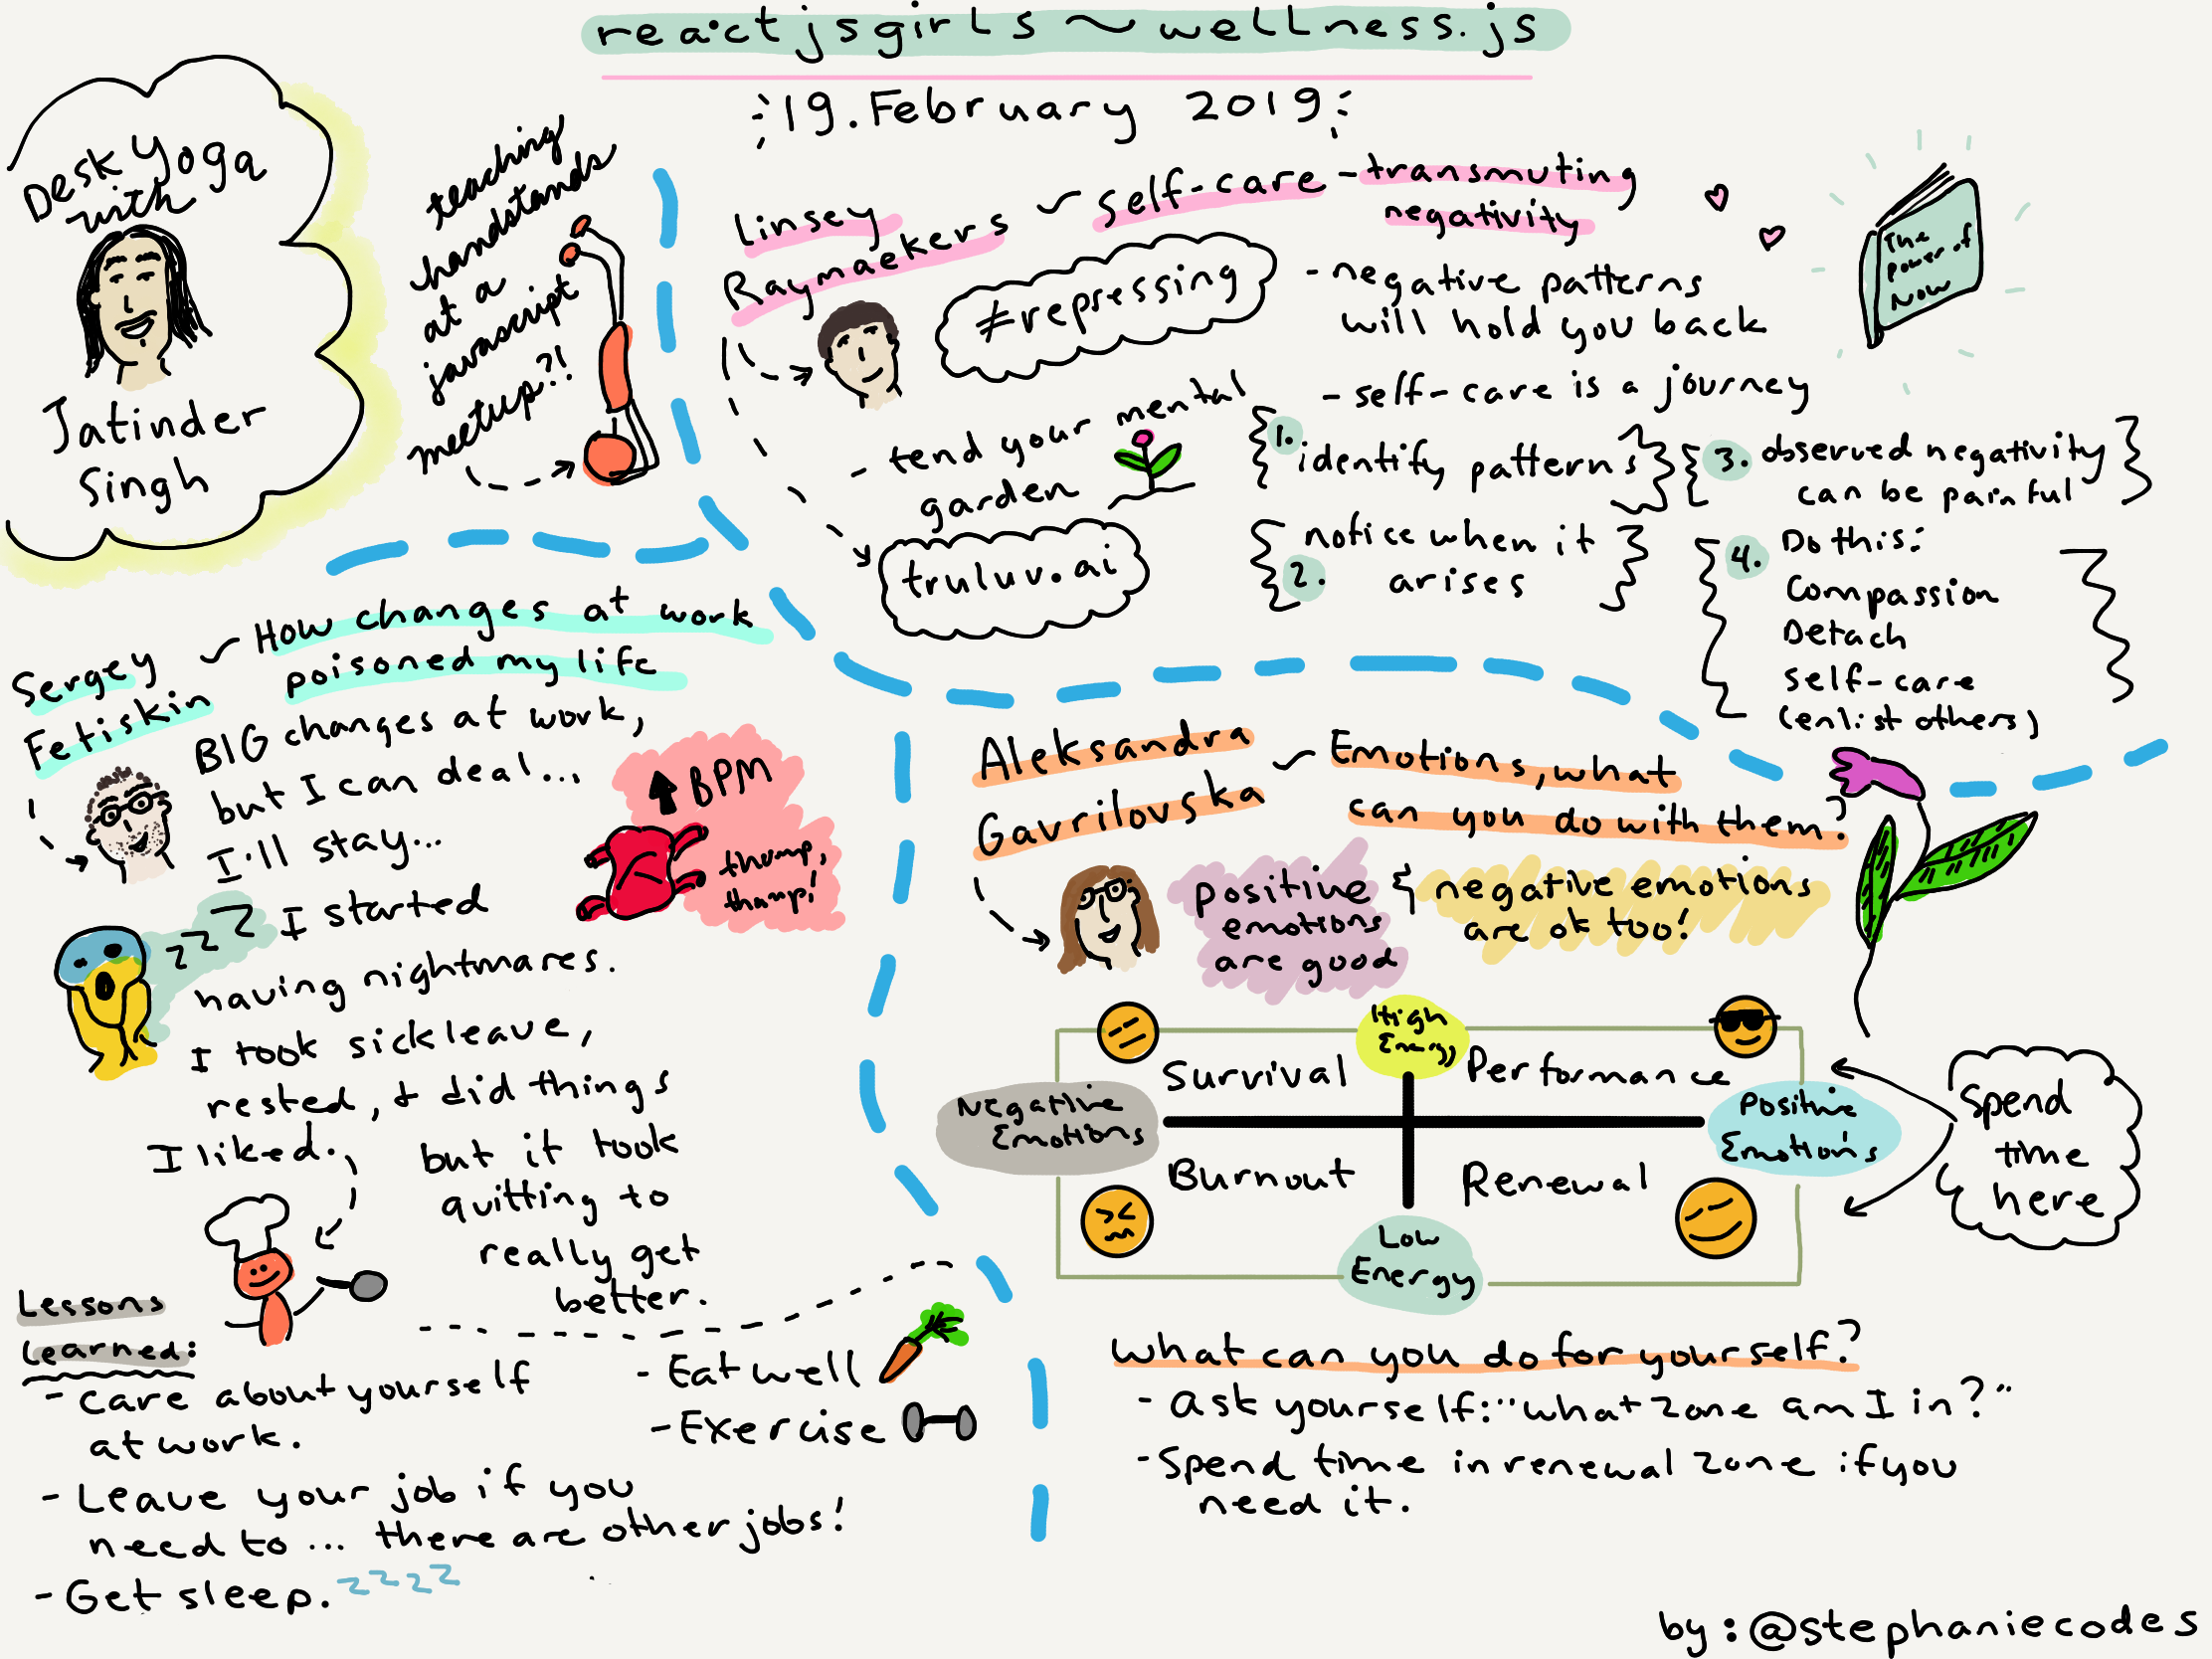 reactjsgirls ~ wellness.js
19. February 2019
Desk Yoga
with
Jatinder
Singh
teaching
handstands
at a
javascript
meetup?!
Linsey
Raymaekers
~ Self-care - transmuting
negativity
≠repressing
- negative patterns
will hold you back
- self-care is a journey
The
power of
Now
- tend your mental
garden
truluv.ai
1. identify patterns
2. notice when it
arises
3. observed negativity
can be painful
4. Do this:
Compassion
Detach
Self-care
(enlist others)
Sergey
Fetiskin
~ How changes at work
poisoned my life
BIG changes at work,
but I can deal...
I'll stay...
↑ BPM
thump,
thump!
zzZ I started
having nightmares.
I took sick leave,
rested, & did things
I liked.
but it took
quitting to
really get
better.
Lessons
Learned:
- Care about yourself
at work.
- Leave your job if you
need to ... there are other jobs!
- Get sleep. zzzz
- Eat well
- Exercise
Aleksandra
Gavrilovska
~ Emotions, what
can you do with them?
positive
emotions
are good
& negative emotions
are ok too!
High
Energy
Survival
Performance
Negative
Emotions
Positive
Emotions
Burnout
Renewal
Low
Energy
Spend
time
here
What can you do for yourself?
- Ask yourself: "what zone am I in?"
- Spend time in renewal zone if you
need it.
by: @stephaniecodes